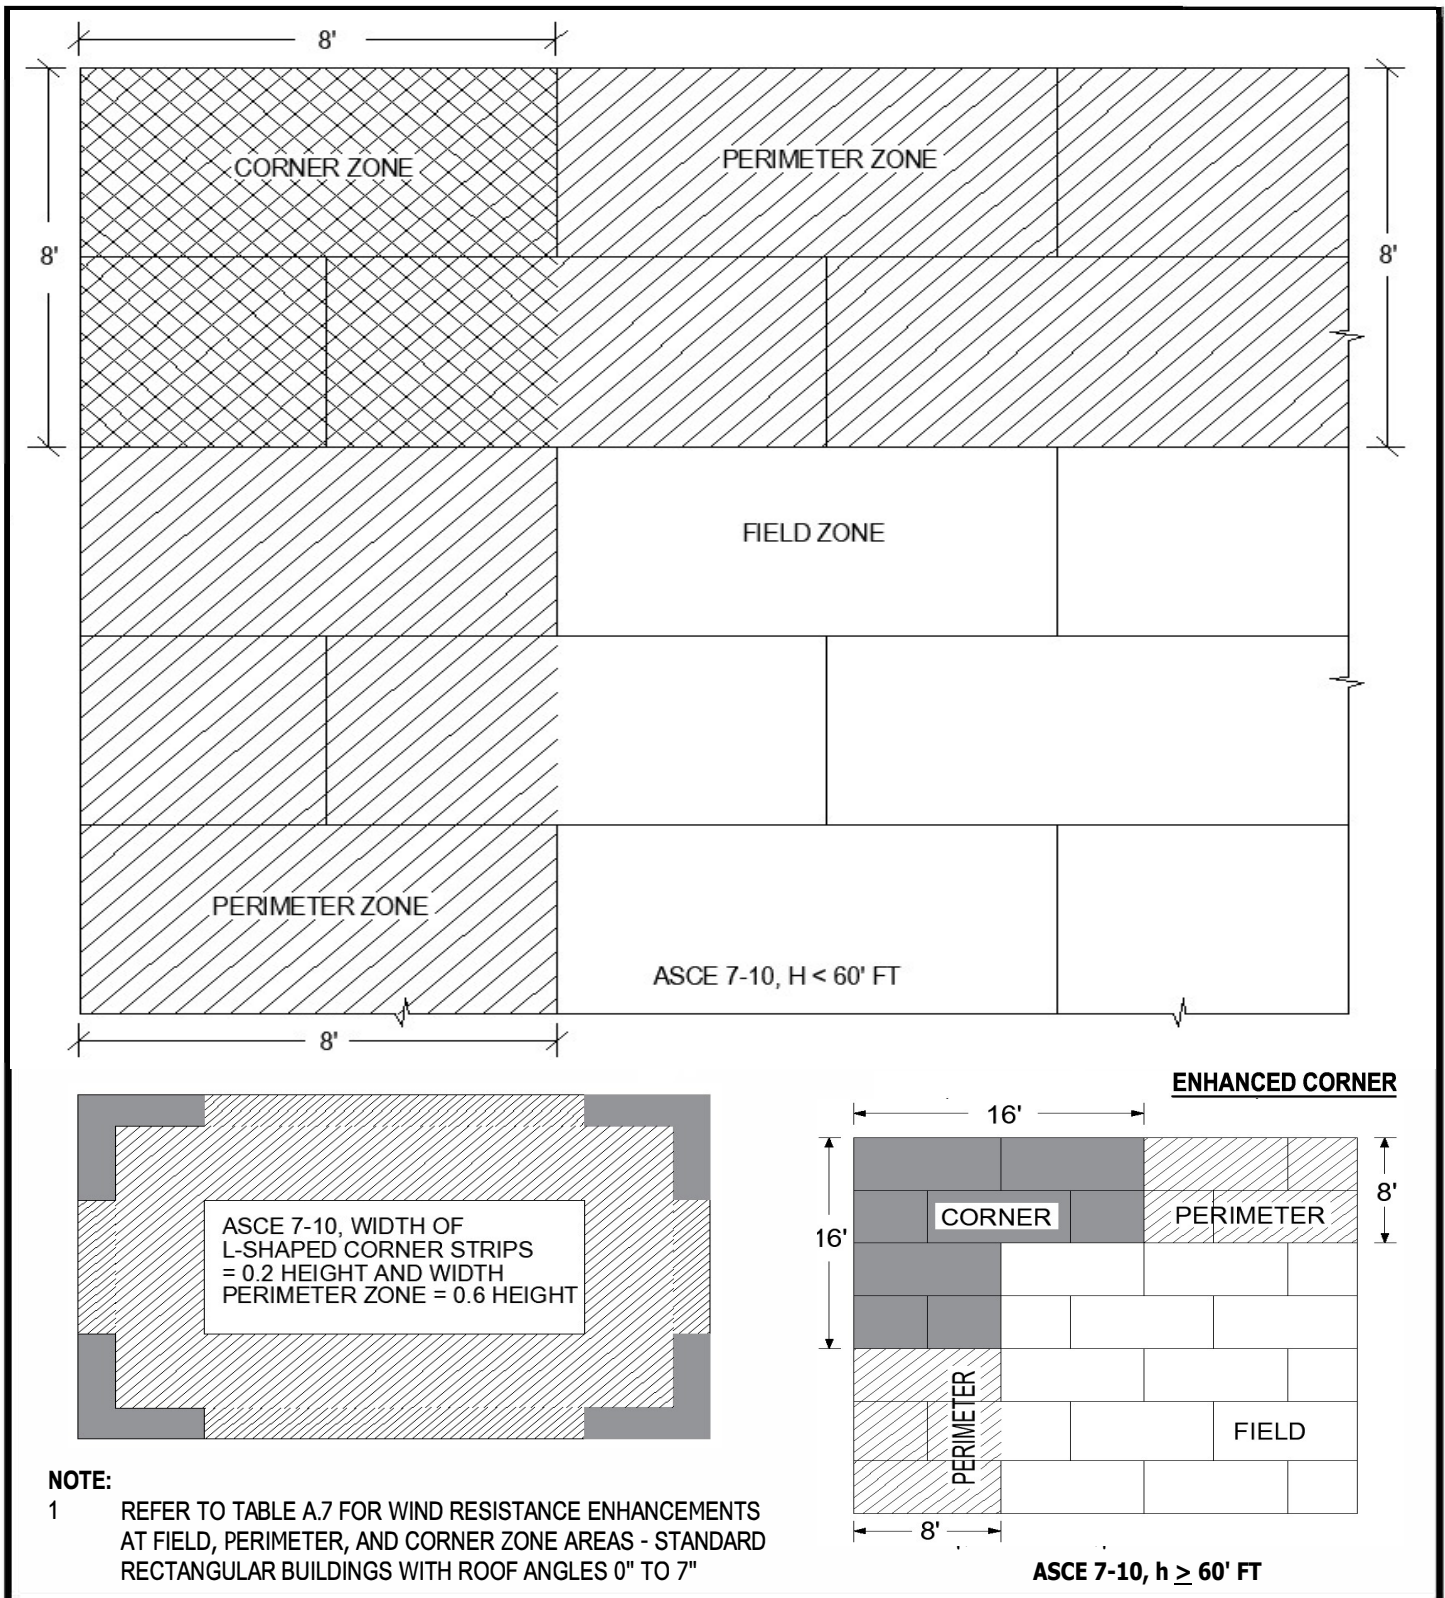 8'
CORNER ZONE
PERIMETER ZONE
8'
8'
FIELD ZONE
PERIMETER ZONE
ASCE 7-10, H < 60' FT
8'
ENHANCED CORNER
16'
16'
8'
CORNER
PERIMETER
PERIMETER
FIELD
8'
ASCE 7-10, h ≥ 60' FT
ASCE 7-10, WIDTH OF
L-SHAPED CORNER STRIPS
= 0.2 HEIGHT AND WIDTH
PERIMETER ZONE = 0.6 HEIGHT
NOTE:
1 REFER TO TABLE A.7 FOR WIND RESISTANCE ENHANCEMENTS
AT FIELD, PERIMETER, AND CORNER ZONE AREAS - STANDARD
RECTANGULAR BUILDINGS WITH ROOF ANGLES 0" TO 7"